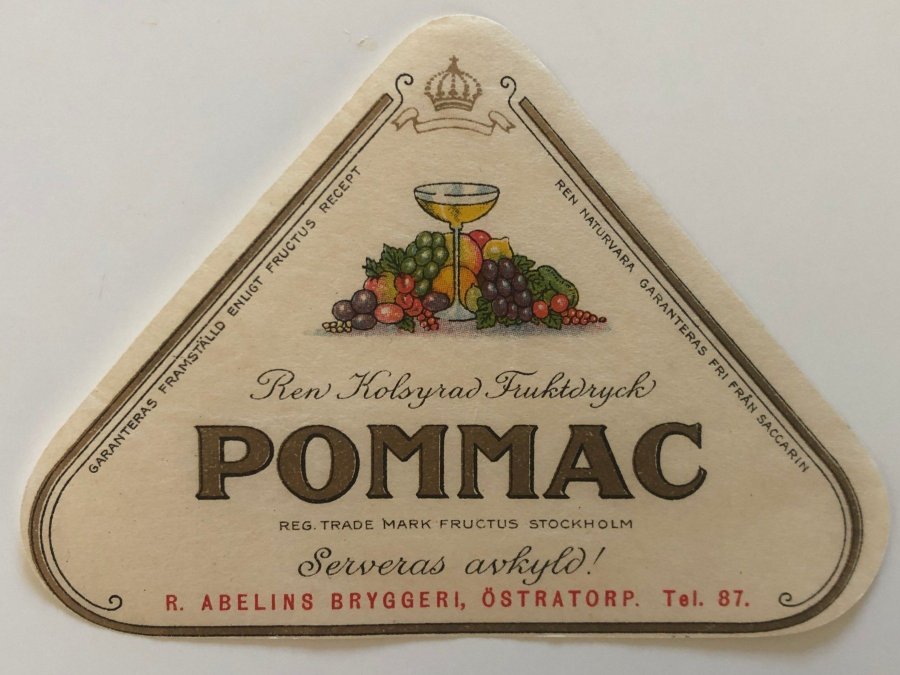 GARANTERAS FRAMSTÄLLD ENLIGT FRUCTUS RECEPT
REN NATURVARA GARANTERAS FRI FRÅN SACCARIN
Ren Kolsyrad Fruktdryck
POMMAC
REG. TRADE MARK FRUCTUS STOCKHOLM
Serveras avkyld!
R. ABELINS BRYGGERI, ÖSTRATORP. Tel. 87.